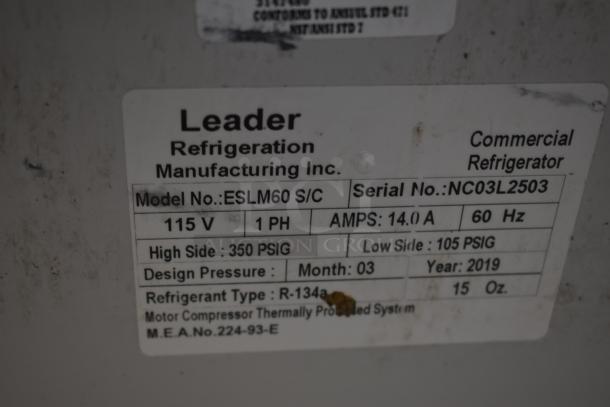 CONFORMS TO ANSI/UL STD 471
NSF/ANSI STD 7
Leader
Refrigeration
Manufacturing Inc.
Commercial
Refrigerator
Model No.:ESLM60 S/C Serial No.:NC03L2503
115 V 1 PH AMPS: 14.0 A 60 Hz
High Side : 350 PSIG Low Side : 105 PSIG
Design Pressure : Month: 03 Year: 2019
Refrigerant Type : R-134a 15 Oz.
Motor Compressor Thermally Protected System
M.E.A.No.224-93-E